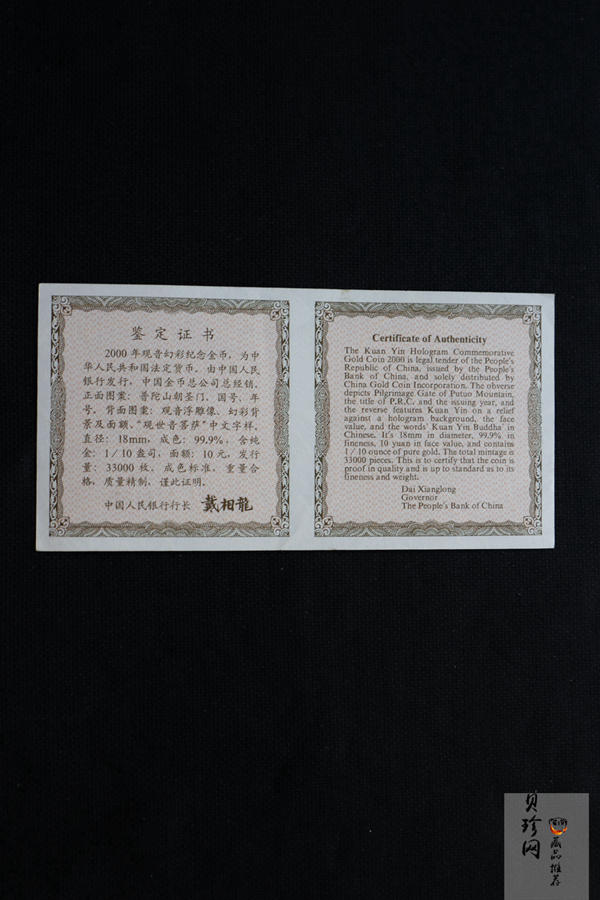 鉴定证书
2000年观音幻彩纪念金币，为中
华人民共和国法定货币，由中国人民
银行发行，中国金币总公司总经销。
正面图案：普陀山朝圣门、国号、年
号。背面图案：观音浮雕像、幻彩背
景及面额、“观世音菩萨”中文字样。
直径：18mm，成色：99.9%，含纯
金：1/10盎司，面额：10元，发行
量：33000枚，成色标准，重量合
格，质量精制，谨此证明。
中国人民银行行长 戴相龍
Certificate of Authenticity
The Kuan Yin Hologram Commemorative
Gold Coin 2000 is legal tender of the People's
Republic of China, issued by the People's
Bank of China, and solely distributed by
China Gold Coin Incorporation. The obverse
depicts Pilgrimage Gate of Putuo Mountain,
the title of P.R.C. and the issuing year, and
the reverse features Kuan Yin on a relief
against a hologram background, the face
value, and the words' Kuan Yin Buddha' in
Chinese. It's 18mm in diameter, 99.9% in
fineness, 10 yuan in face value, and contains
1/10 ounce of pure gold. The total mintage is
33000 pieces. This is to certify that the coin is
proof in quality and is up to standard as to its
fineness and weight.
Dai Xianglong
Governor
The People's Bank of China
贝珍网
藏品推荐